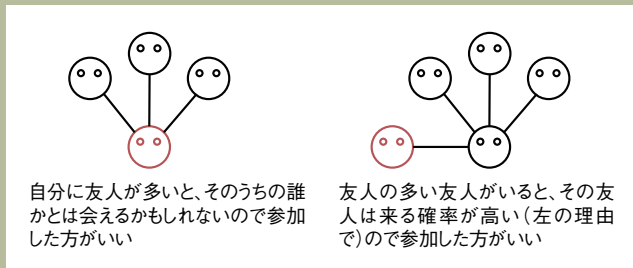 自分に友人が多いと、そのうちの誰
かとは会えるかもしれないので参加
した方がいい
友人の多い友人がいると、その友
人は来る確率が高い（左の理由
で）ので参加した方がいい